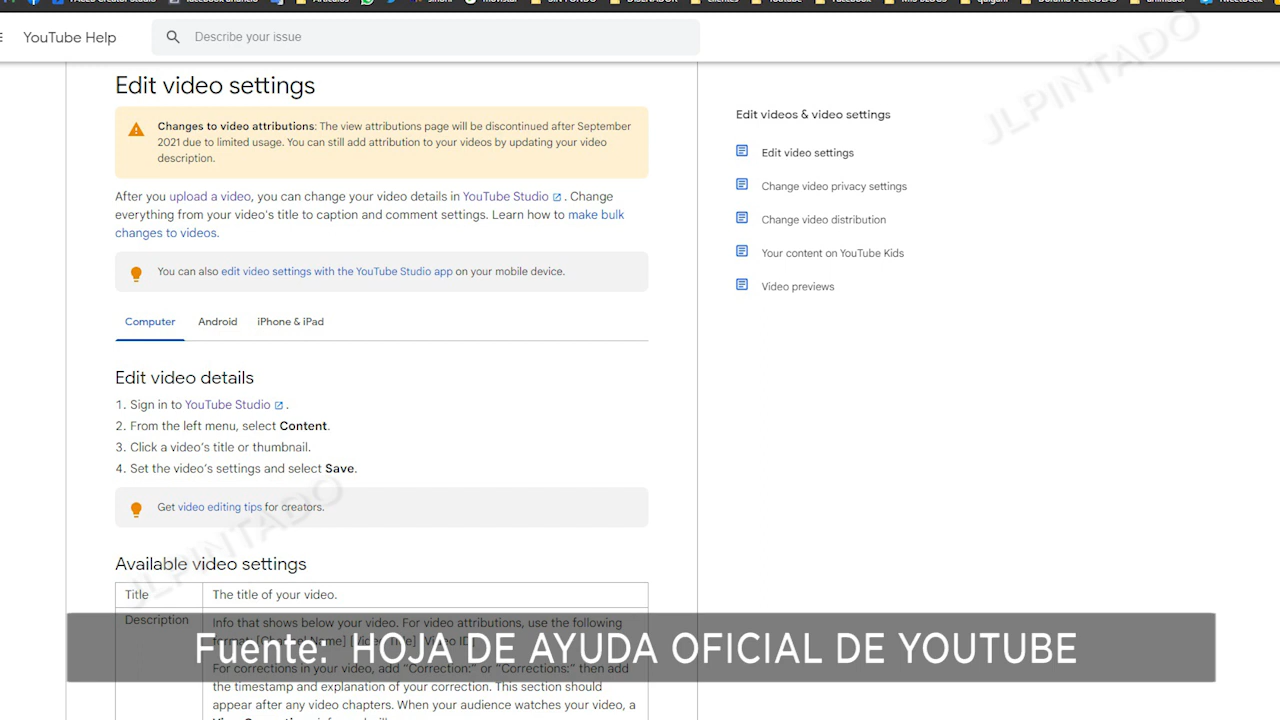 YouTube Help
Describe your issue
Edit video settings
Changes to video attributions: The view attributions page will be discontinued after September
2021 due to limited usage. You can still add attribution to your videos by updating your video
description.
After you upload a video, you can change your video details in YouTube Studio. Change
everything from your video's title to caption and comment settings. Learn how to make bulk
changes to videos.
You can also edit video settings with the YouTube Studio app on your mobile device.
Computer Android iPhone & iPad
Edit video details
1. Sign in to YouTube Studio.
2. From the left menu, select Content.
3. Click a video's title or thumbnail.
4. Set the video's settings and select Save.
Get video editing tips for creators.
Available video settings
Title The title of your video.
Description Info that shows below your video. For video attributions, use the following
format: [Channel Name] [Video Title] [Video ID]
Fuente: HOJA DE AYUDA OFICIAL DE YOUTUBE
For corrections in your video, add "Correction:" or "Corrections:" then add
the timestamp and explanation of your correction. This section should
appear after any video chapters. When your audience watches your video, a
Edit videos & video settings
Edit video settings
Change video privacy settings
Change video distribution
Your content on YouTube Kids
Video previews
JLPINTADO
JLPINTADO